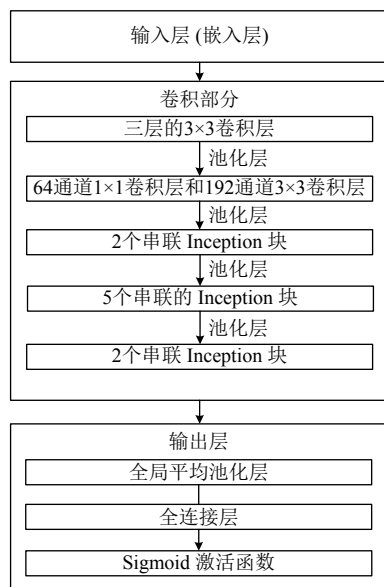 输入层 (嵌入层)
卷积部分
三层的3×3卷积层
池化层
64通道1×1卷积层和192通道3×3卷积层
池化层
2个串联 Inception 块
池化层
5个串联的 Inception 块
池化层
2个串联 Inception 块
输出层
全局平均池化层
全连接层
Sigmoid 激活函数